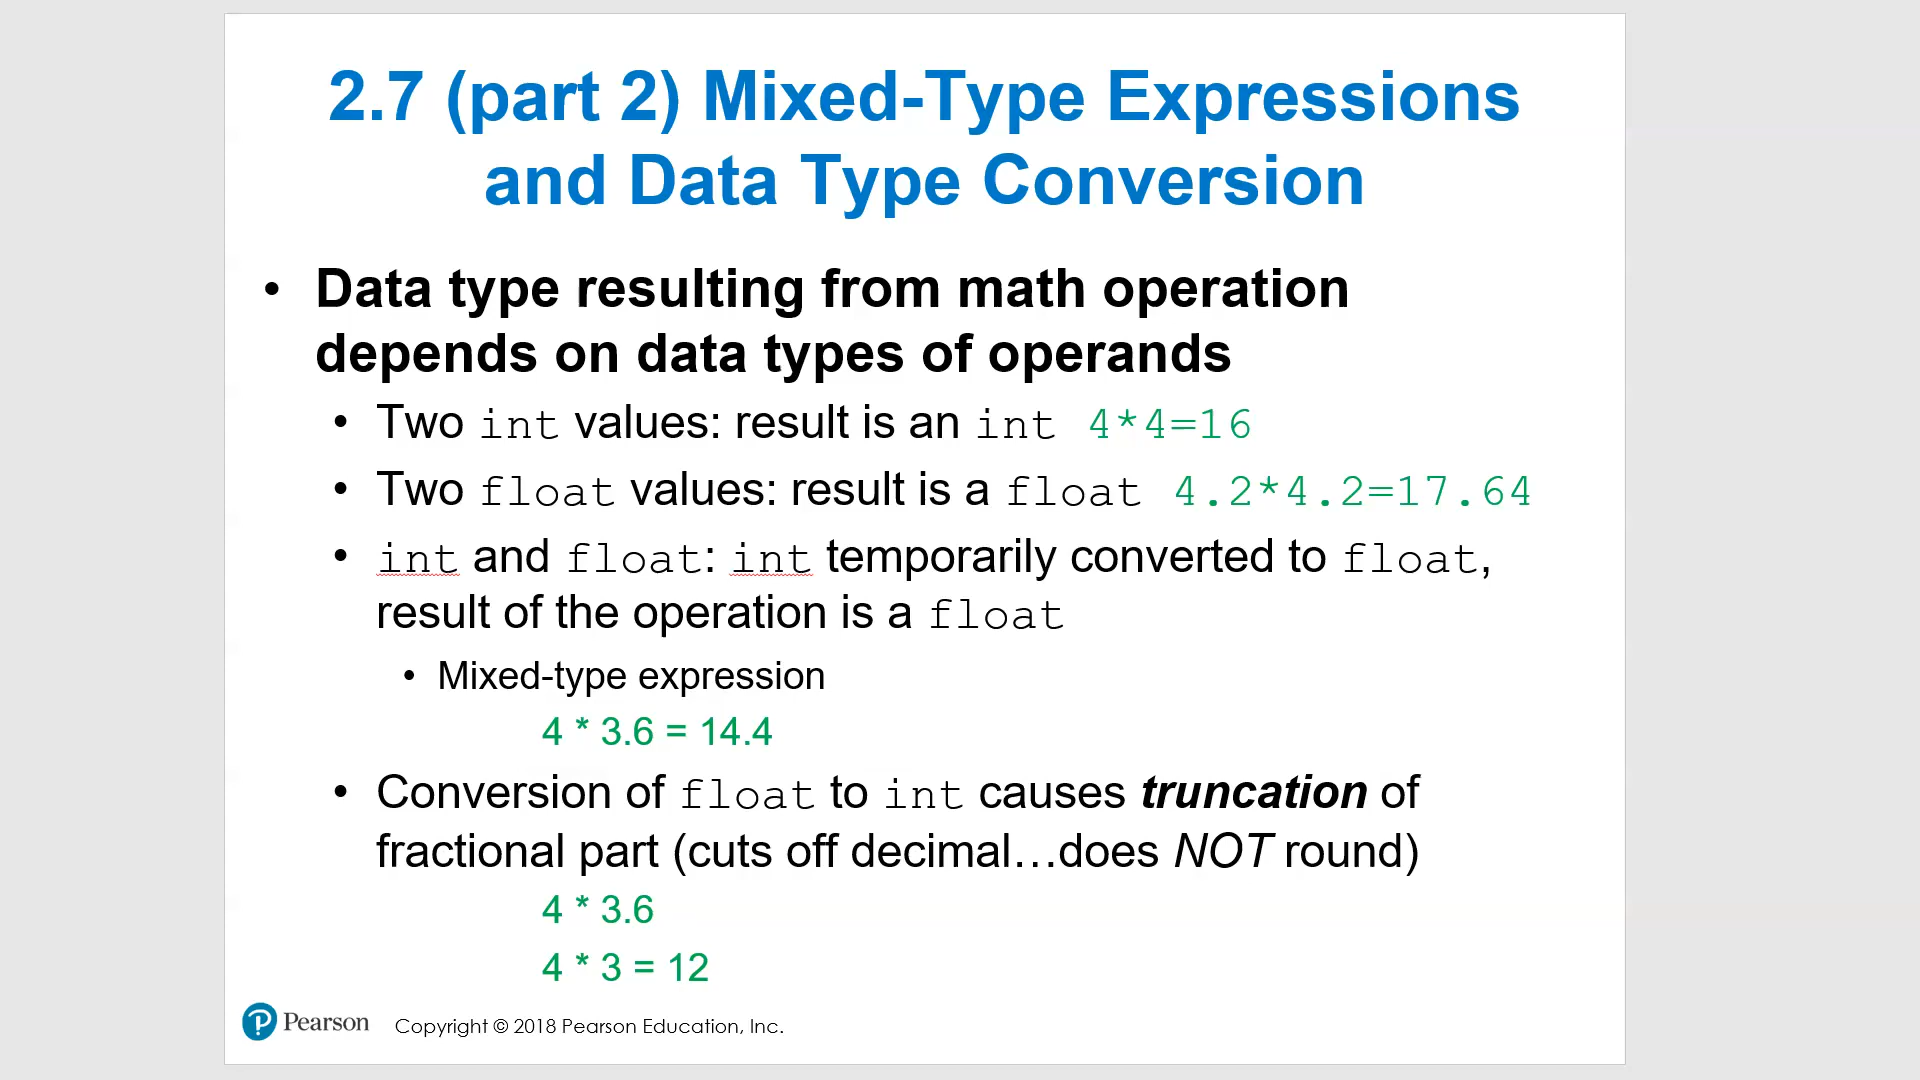 2.7 (part 2) Mixed-Type Expressions
and Data Type Conversion
• Data type resulting from math operation
depends on data types of operands
• Two int values: result is an int 4*4=16
• Two float values: result is a float 4.2*4.2=17.64
• int and float: int temporarily converted to float,
result of the operation is a float
• Mixed-type expression
4 * 3.6 = 14.4
• Conversion of float to int causes truncation of
fractional part (cuts off decimal…does NOT round)
4 * 3.6
4 * 3 = 12
Pearson Copyright © 2018 Pearson Education, Inc.